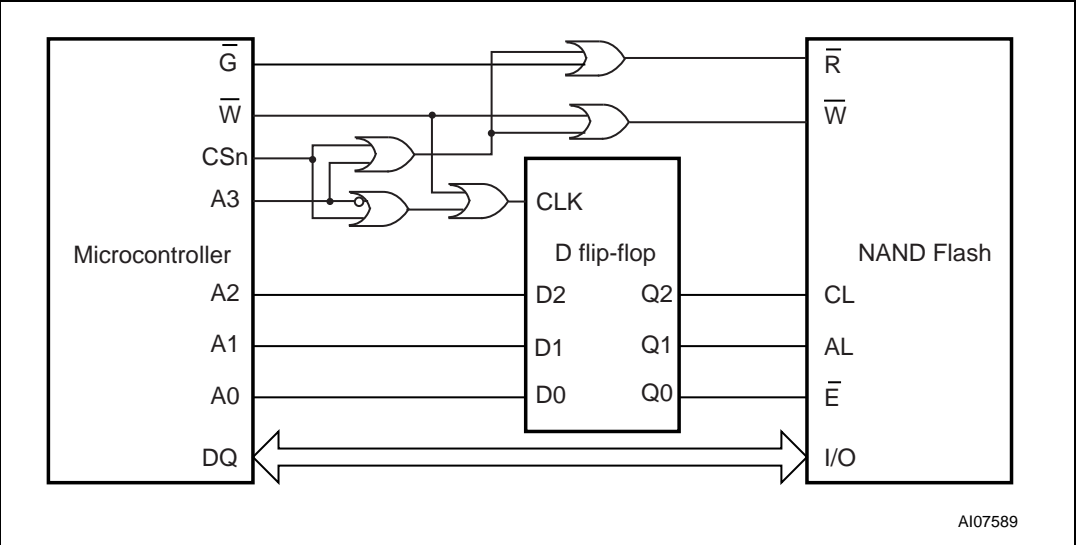 G̅
W̅
CSn
A3
Microcontroller
A2
A1
A0
DQ
CLK
D flip-flop
D2 Q2
D1 Q1
D0 Q0
R̅
W̅
NAND Flash
CL
AL
E̅
I/O
AI07589